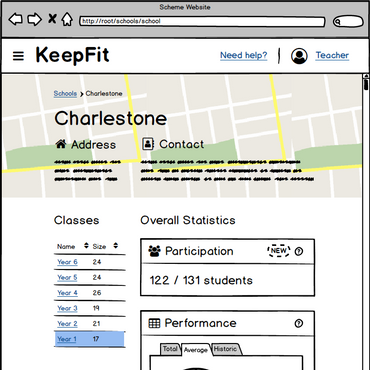 Scheme Website
http://root/schools/school
KeepFit
Need help?
Teacher
Schools
Charlestone
Charlestone
Address
Contact
Classes
Overall Statistics
Name
Size
Year 6
24
Year 5
24
Year 4
26
Year 3
19
Year 2
21
Year 1
17
Participation
NEW
?
122 / 131 students
Performance
?
Total
Average
Historic